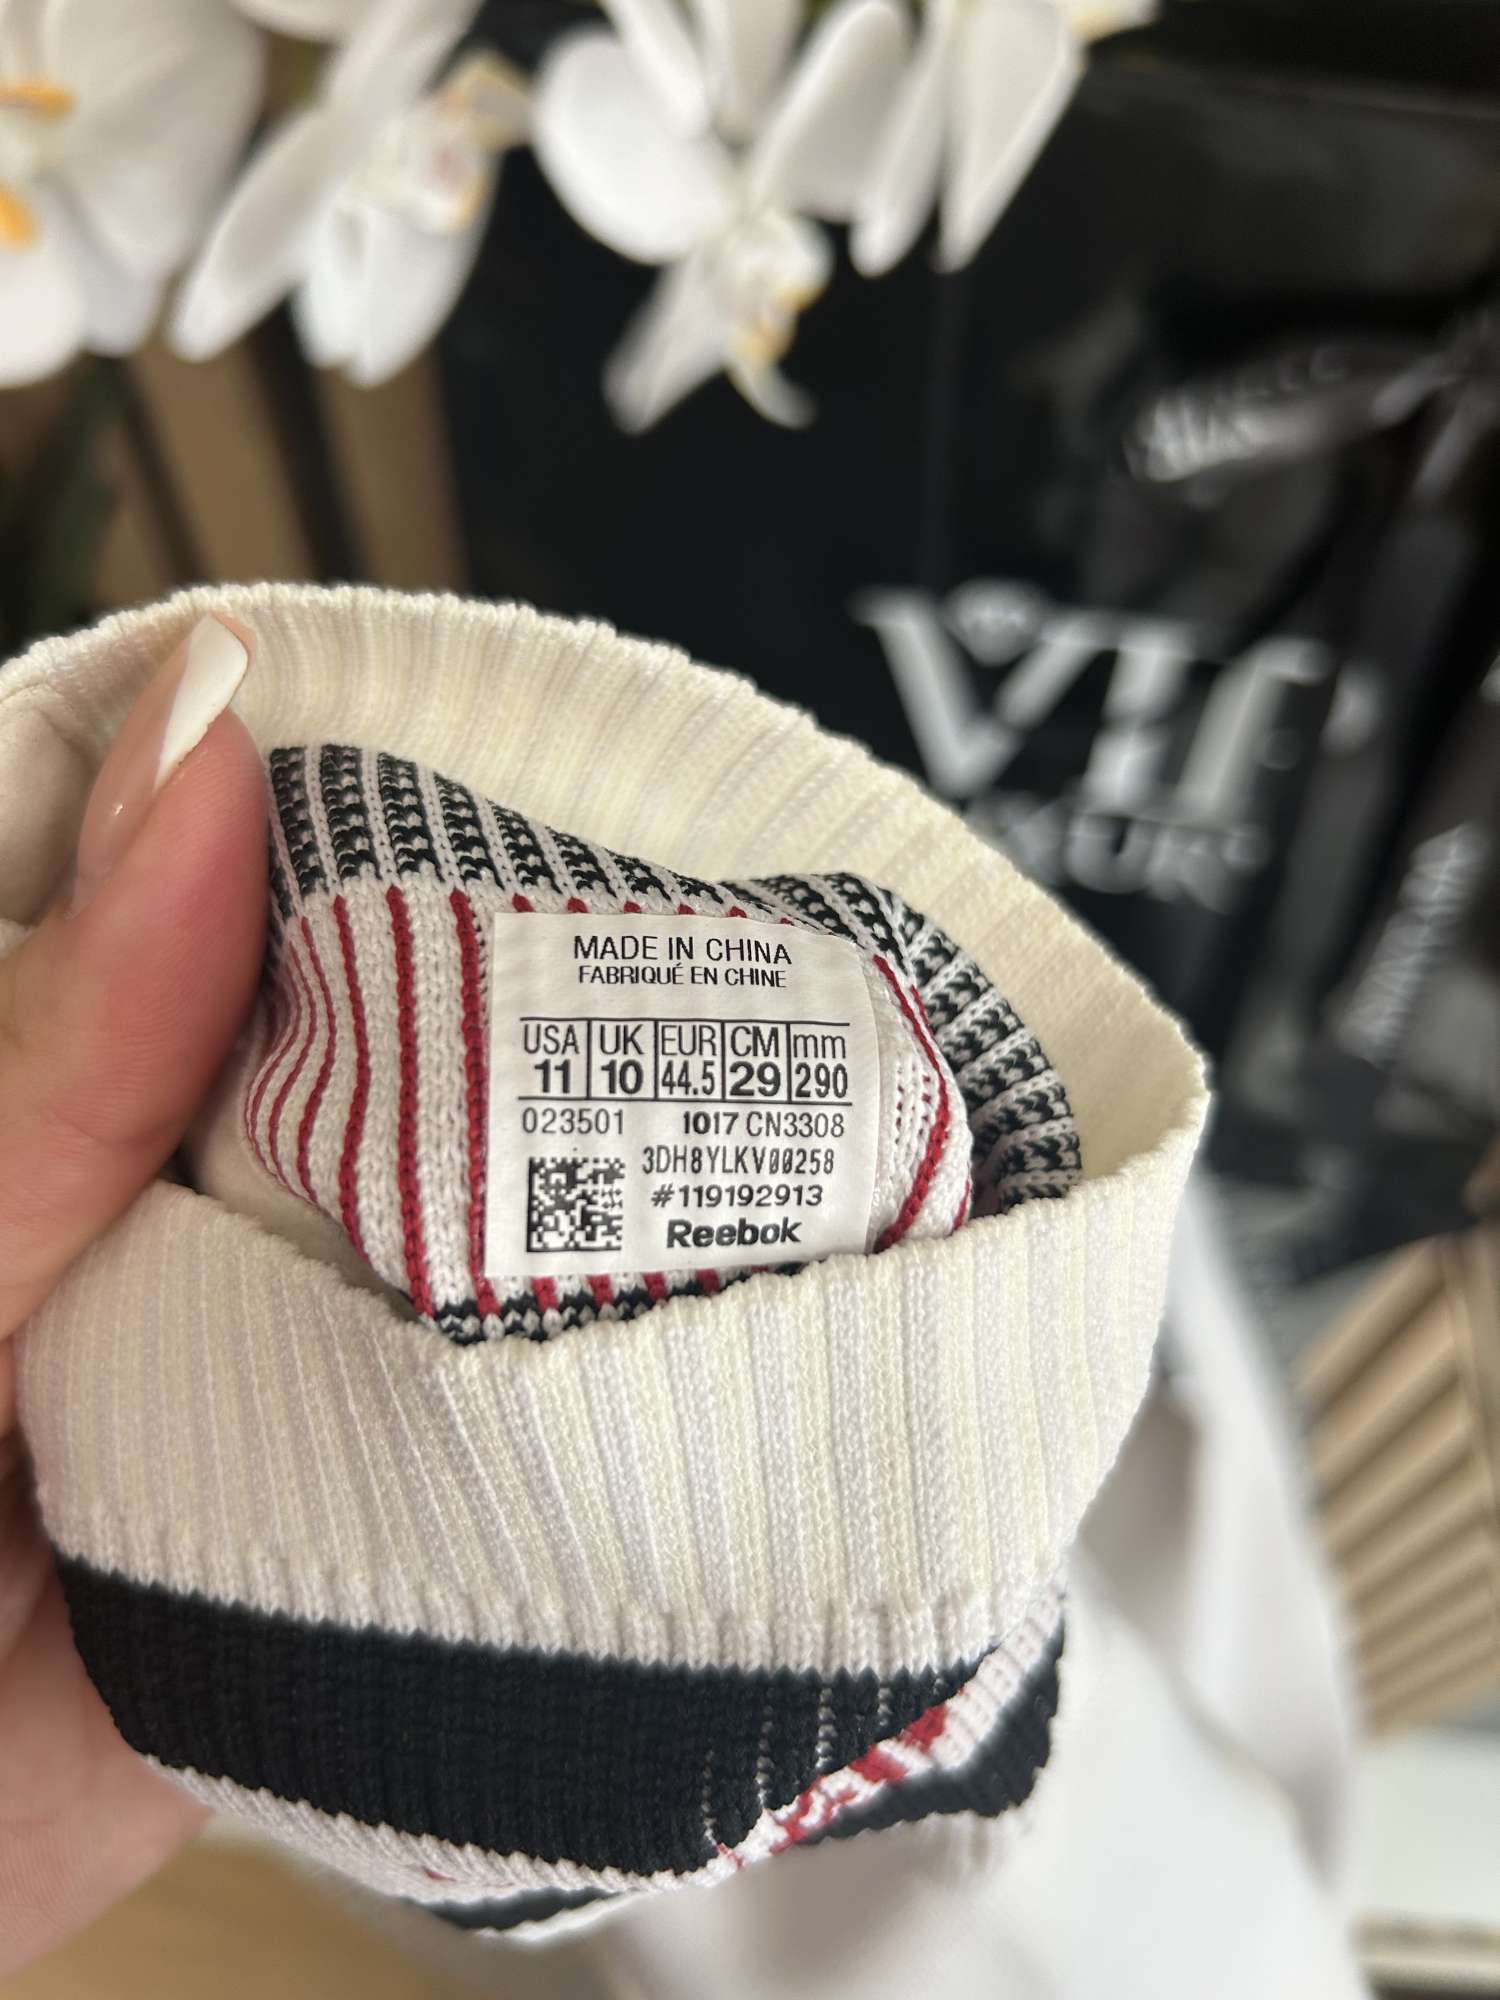 MADE IN CHINA
FABRIQUÉ EN CHINE
USA UK EUR CM mm
11 10 44.5 29 290
023501 1017 CN3308
3DH8YLKV00258
#119192913
Reebok